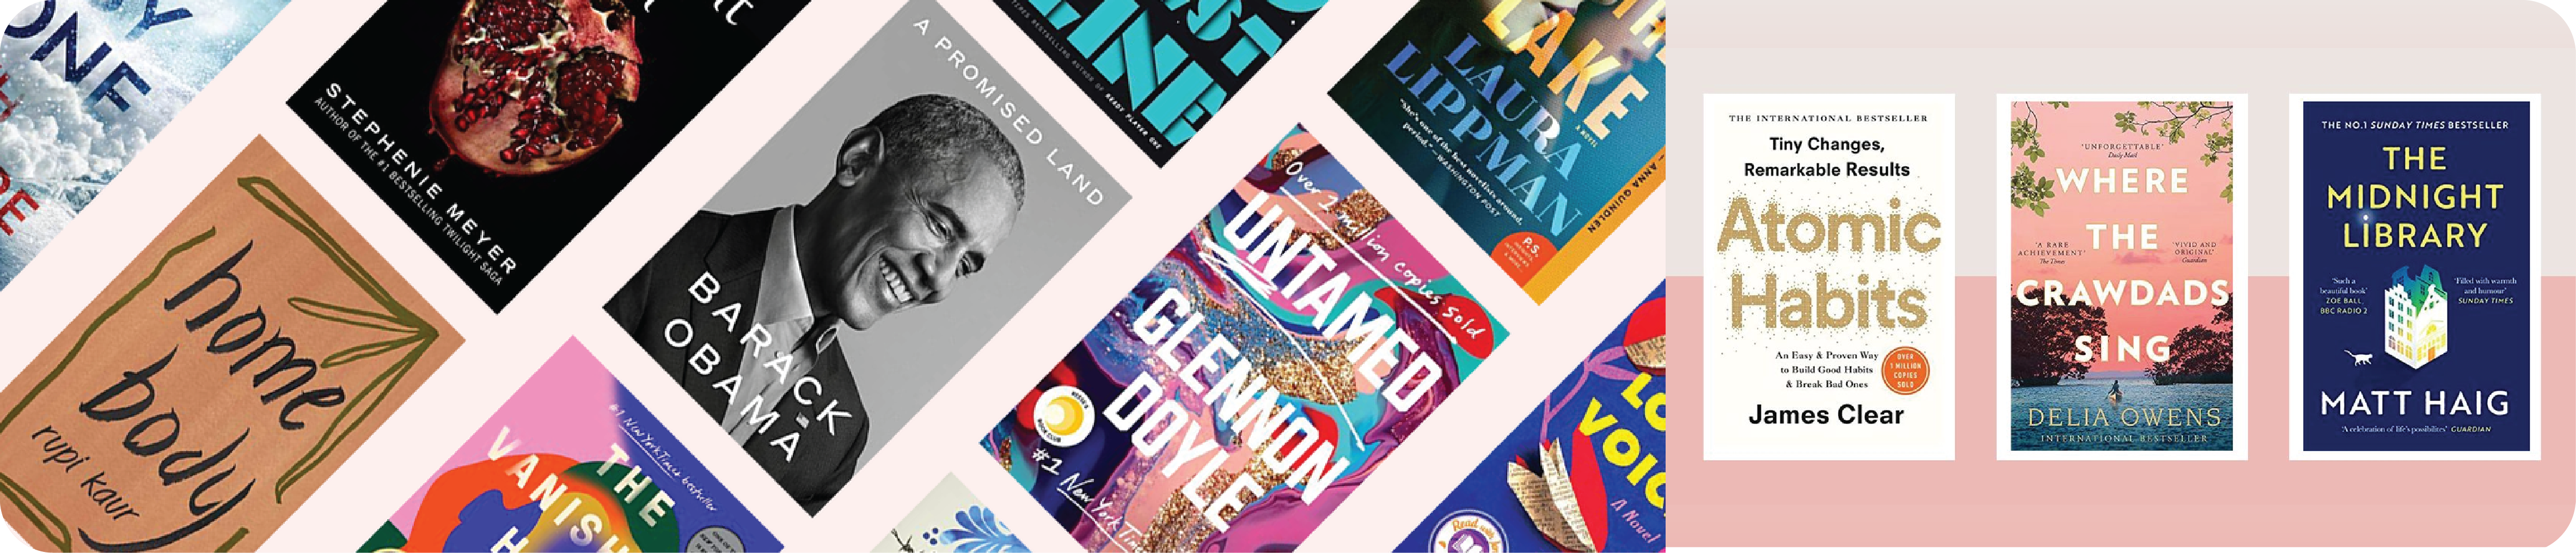 ONE
home
body
rupi kaur
STEPHENIE MEYER
AUTHOR OF THE #1 BESTSELLING TWILIGHT SAGA
#1 New York Times bestseller
THE
A PROMISED LAND
BARACK
OBAMA
TIMES BESTSELLING AUTHOR OF READY PLAYER ONE
Over 2 million copies sold
UNTAMED
GLENNON
DOYLE
BOOK CLUB
#1 New York
LAKE
A NOVEL
LAURA
LIPPMAN
"She's one of the best novelists around,
period." —WASHINGTON POST
P.S.
—ANNA QUINDLEN
A Novel
Read with
THE INTERNATIONAL BESTSELLER
Tiny Changes,
Remarkable Results
Atomic
Habits
An Easy & Proven Way
to Build Good Habits
& Break Bad Ones
OVER
1 MILLION
COPIES
SOLD
James Clear
'UNFORGETTABLE'
Daily Mail
WHERE
THE
'A RARE
ACHIEVEMENT'
The Times
'VIVID AND
ORIGINAL'
Guardian
CRAWDADS
SING
DELIA OWENS
INTERNATIONAL BESTSELLER
THE NO.1 SUNDAY TIMES BESTSELLER
THE
MIDNIGHT
LiBRARY
'Such a
beautiful book'
ZOE BALL,
BBC RADIO 2
'Filled with warmth
and humour'
SUNDAY TIMES
MATT HAIG
'A celebration of life's possibilites' GUARDIAN